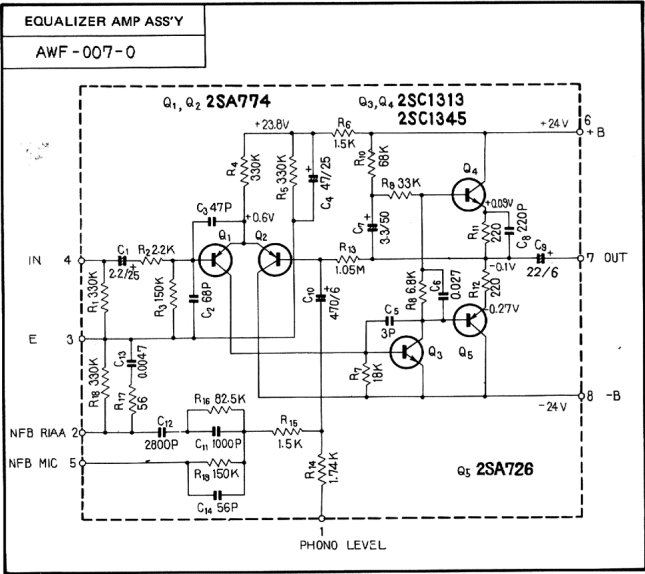 EQUALIZER AMP ASS'Y
AWF-007-0
Q1, Q2 2SA774
Q3, Q4 2SC1313
2SC1345
+23.8V
R6
1.5K
+24V
6
+B
R4
330K
R5 330K
C4 47/25
R10
68K
R9 33K
Q4
C3 47P
+0.6V
C7
3.3/50
+0.09V
R11
220
C8 220P
IN
4
C1
2.2/25
R2 2.2K
Q1
Q2
R13
1.05M
C9
22/6
7 OUT
-0.1V
R1 330K
R3 150K
C2 68P
C10
470/6
R8 6.8K
C6
0.027
R12
220
-0.27V
C5
3P
E
3
Q3
Q5
R7
18K
C13
0.0047
R18 330K
R17
56
8 -B
-24V
R16 82.5K
NFB RIAA 2
C12
2800P
C11 1000P
R15
1.5K
NFB MIC 5
R18 150K
R14
1.74K
Q5 2SA726
C14 56P
1
PHONO LEVEL